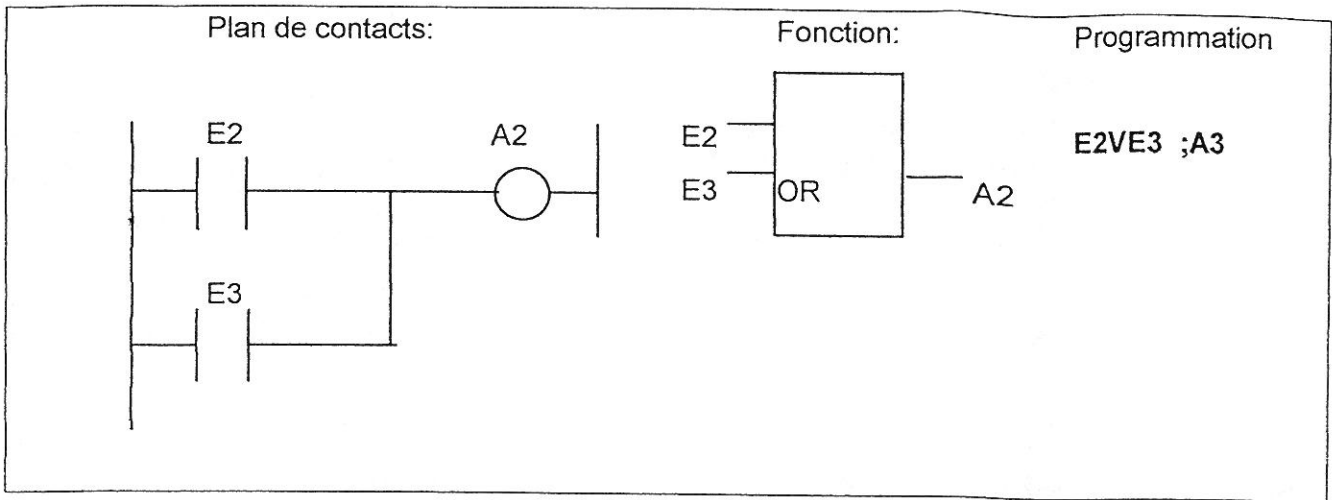 Plan de contacts:
Fonction:
Programmation
E2
A2
E3
E2
E3
OR
A2
E2VE3 ;A3